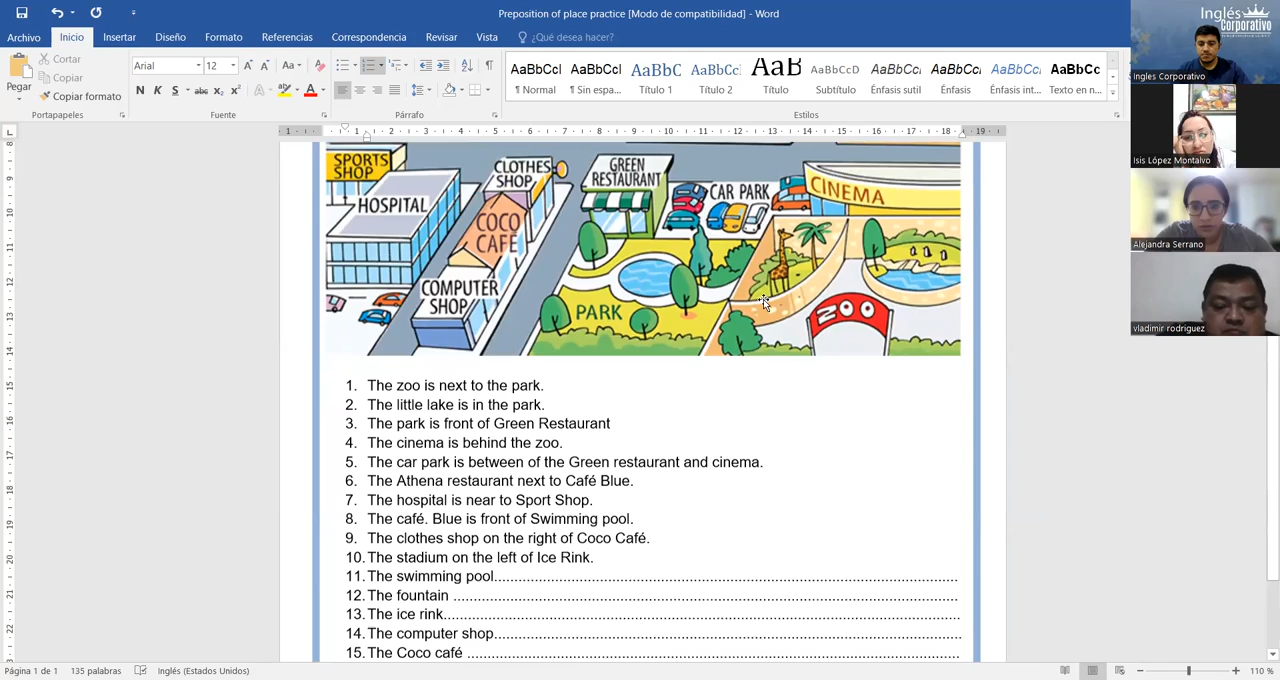 Preposition of place practice [Modo de compatibilidad] - Word
Archivo
Inicio
Insertar
Diseño
Formato
Referencias
Correspondencia
Revisar
Vista
¿Qué desea hacer?
Pegar
Cortar
Copiar
Copiar formato
Portapapeles
Arial
12
N K S abc x₂ x²
Fuente
Párrafo
AaBbCcI
¶ Normal
AaBbCcI
¶ Sin espa...
AaBbC
Título 1
AaBbCc
Título 2
AaB
Título
AaBbCcD
Subtítulo
AaBbCcI
Énfasis sutil
AaBbCcI
Énfasis
AaBbCcI
Énfasis int...
AaBbCc
Texto en n...
Estilos
Inglés
Corporativo
Ingles Corporativo
Isis López Montalvo
Alejandra Serrano
vladimir rodriguez
SPORTS
SHOP
HOSPITAL
CLOTHES
SHOP
COCO
CAFÉ
COMPUTER
SHOP
GREEN
RESTAURANT
CAR PARK
CINEMA
PARK
ZOO
1. The zoo is next to the park.
2. The little lake is in the park.
3. The park is front of Green Restaurant
4. The cinema is behind the zoo.
5. The car park is between of the Green restaurant and cinema.
6. The Athena restaurant next to Café Blue.
7. The hospital is near to Sport Shop.
8. The café. Blue is front of Swimming pool.
9. The clothes shop on the right of Coco Café.
10. The stadium on the left of Ice Rink.
11. The swimming pool
12. The fountain
13. The ice rink
14. The computer shop
15. The Coco café
Página 1 de 1
135 palabras
Inglés (Estados Unidos)
110 %